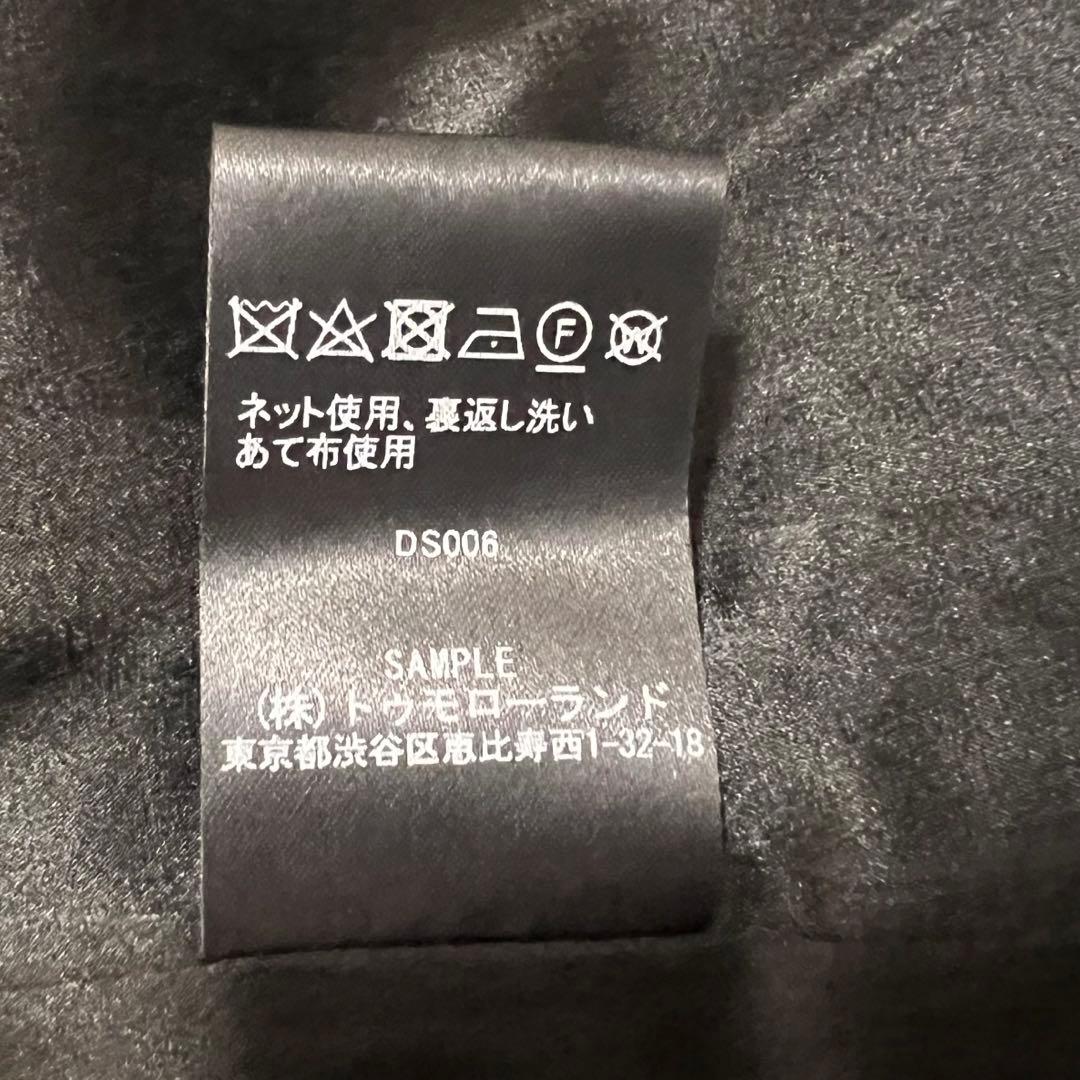 F W
ネット使用、裏返し洗い
あて布使用
DS006
SAMPLE
(株)トゥモローランド
東京都渋谷区恵比寿西1-32-18